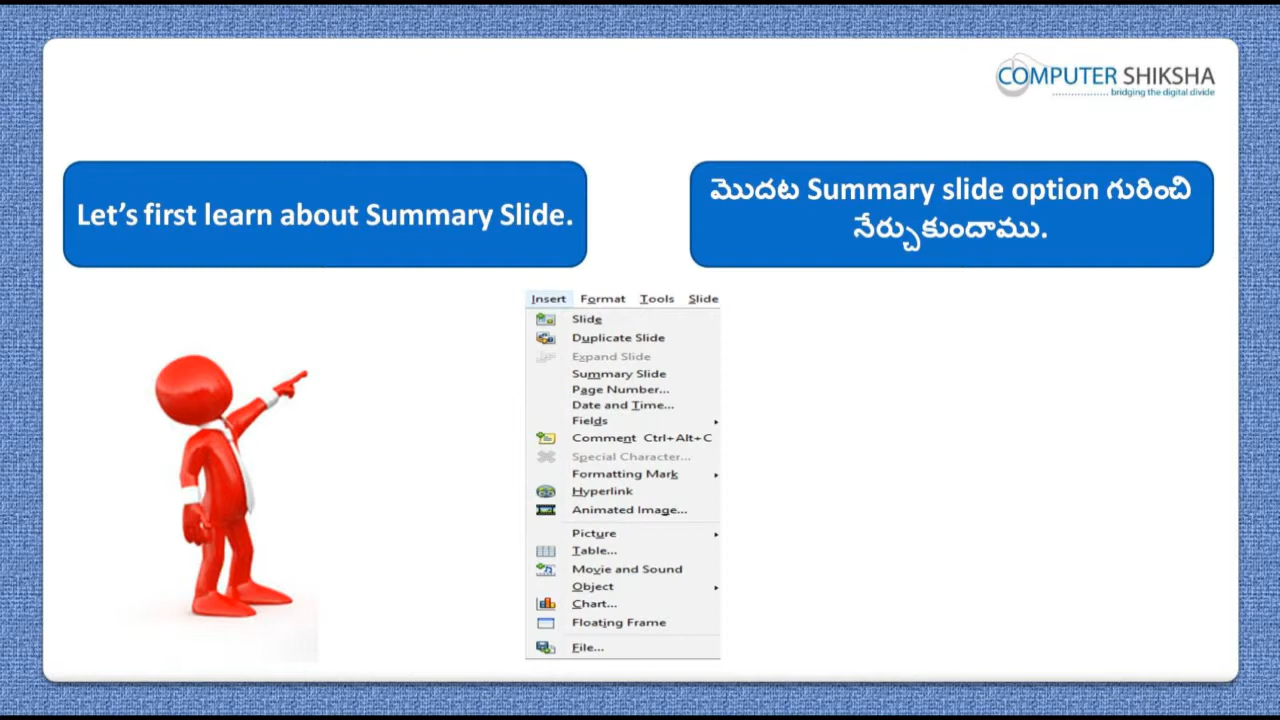 COMPUTER SHIKSHA
.................. bridging the digital divide
Let's first learn about Summary Slide.
మొదట Summary slide option గురించి
నేర్చుకుందాము.
Insert Format Tools Slide
Slide
Duplicate Slide
Expand Slide
Summary Slide
Page Number...
Date and Time...
Fields
Comment Ctrl+Alt+C
Special Character...
Formatting Mark
Hyperlink
Animated Image...
Picture
Table...
Movie and Sound
Object
Chart...
Floating Frame
File...